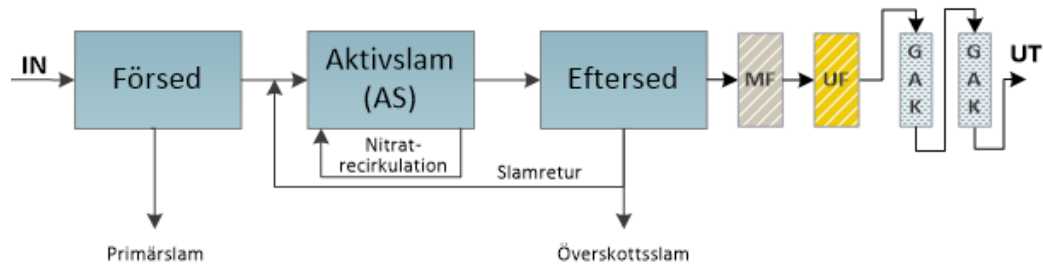 IN
Försed
Aktivslam
(AS)
Eftersed
MF
UF
G
A
K
G
A
K
UT
Nitrat-
recirkulation
Slamretur
Primärslam
Överskottsslam